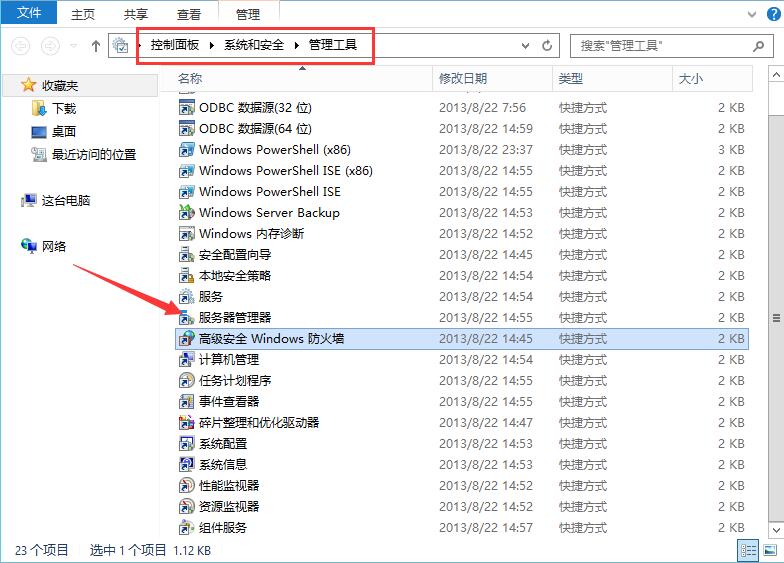 文件 主页 共享 查看 管理
控制面板 系统和安全 管理工具 搜索"管理工具"
名称 修改日期 类型 大小
收藏夹
下载
桌面
最近访问的位置
这台电脑
网络
ODBC 数据源(32 位) 2013/8/22 7:56 快捷方式 2 KB
ODBC 数据源(64 位) 2013/8/22 14:59 快捷方式 2 KB
Windows PowerShell (x86) 2013/8/22 23:37 快捷方式 3 KB
Windows PowerShell ISE (x86) 2013/8/22 14:55 快捷方式 2 KB
Windows PowerShell ISE 2013/8/22 14:55 快捷方式 2 KB
Windows Server Backup 2013/8/22 14:53 快捷方式 2 KB
Windows 内存诊断 2013/8/22 14:52 快捷方式 2 KB
安全配置向导 2013/8/22 14:45 快捷方式 2 KB
本地安全策略 2013/8/22 14:54 快捷方式 2 KB
服务 2013/8/22 14:54 快捷方式 2 KB
服务器管理器 2013/8/22 14:55 快捷方式 2 KB
高级安全 Windows 防火墙 2013/8/22 14:45 快捷方式 2 KB
计算机管理 2013/8/22 14:54 快捷方式 2 KB
任务计划程序 2013/8/22 14:55 快捷方式 2 KB
事件查看器 2013/8/22 14:55 快捷方式 2 KB
碎片整理和优化驱动器 2013/8/22 14:47 快捷方式 2 KB
系统配置 2013/8/22 14:53 快捷方式 2 KB
系统信息 2013/8/22 14:53 快捷方式 2 KB
性能监视器 2013/8/22 14:52 快捷方式 2 KB
资源监视器 2013/8/22 14:52 快捷方式 2 KB
组件服务 2013/8/22 14:57 快捷方式 2 KB
23 个项目 选中 1 个项目 1.12 KB